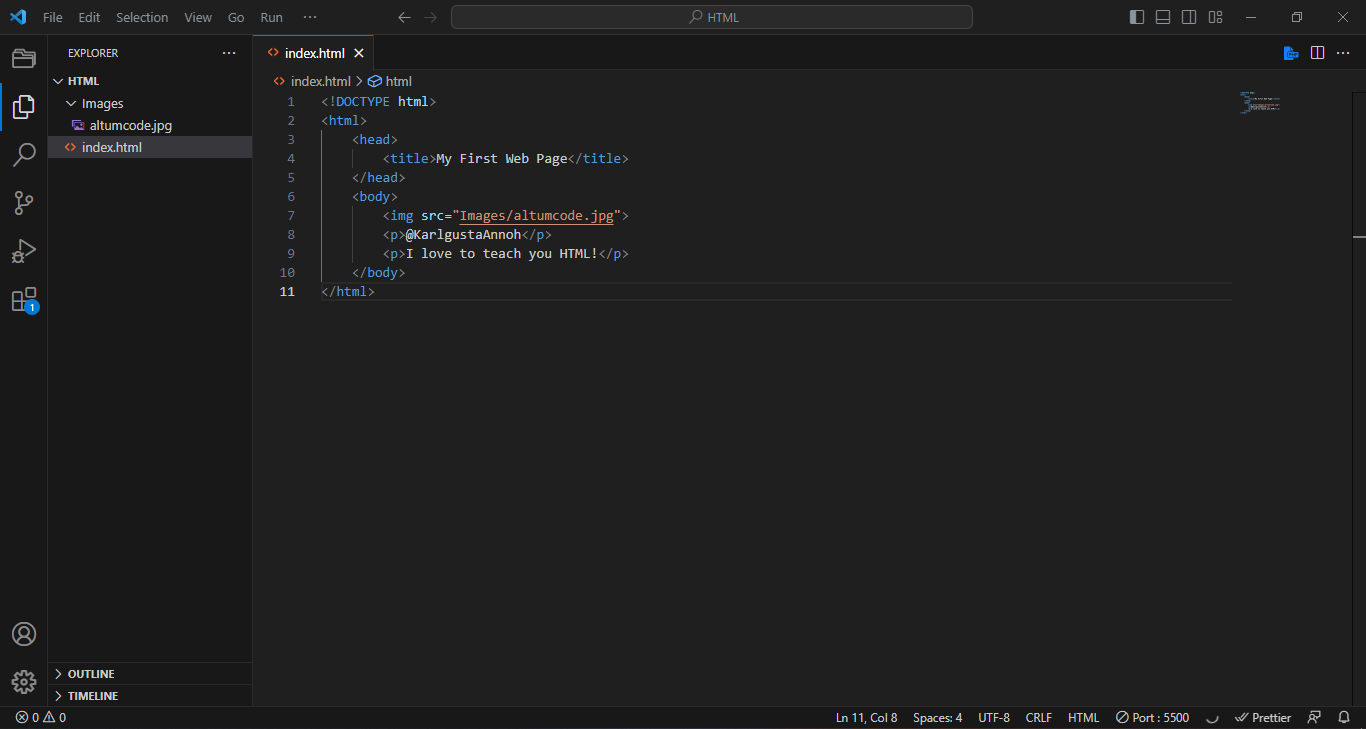 File Edit Selection View Go Run ··· HTML
EXPLORER ···
HTML
Images
altumcode.jpg
index.html
1
OUTLINE
TIMELINE
index.html
index.html > html
1 <!DOCTYPE html>
2 <html>
3 <head>
4 <title>My First Web Page</title>
5 </head>
6 <body>
7 <img src="Images/altumcode.jpg">
8 <p>@KarlgustaAnnoh</p>
9 <p>I love to teach you HTML!</p>
10 </body>
11 </html>
0 0 Ln 11, Col 8 Spaces: 4 UTF-8 CRLF HTML Port : 5500 Prettier